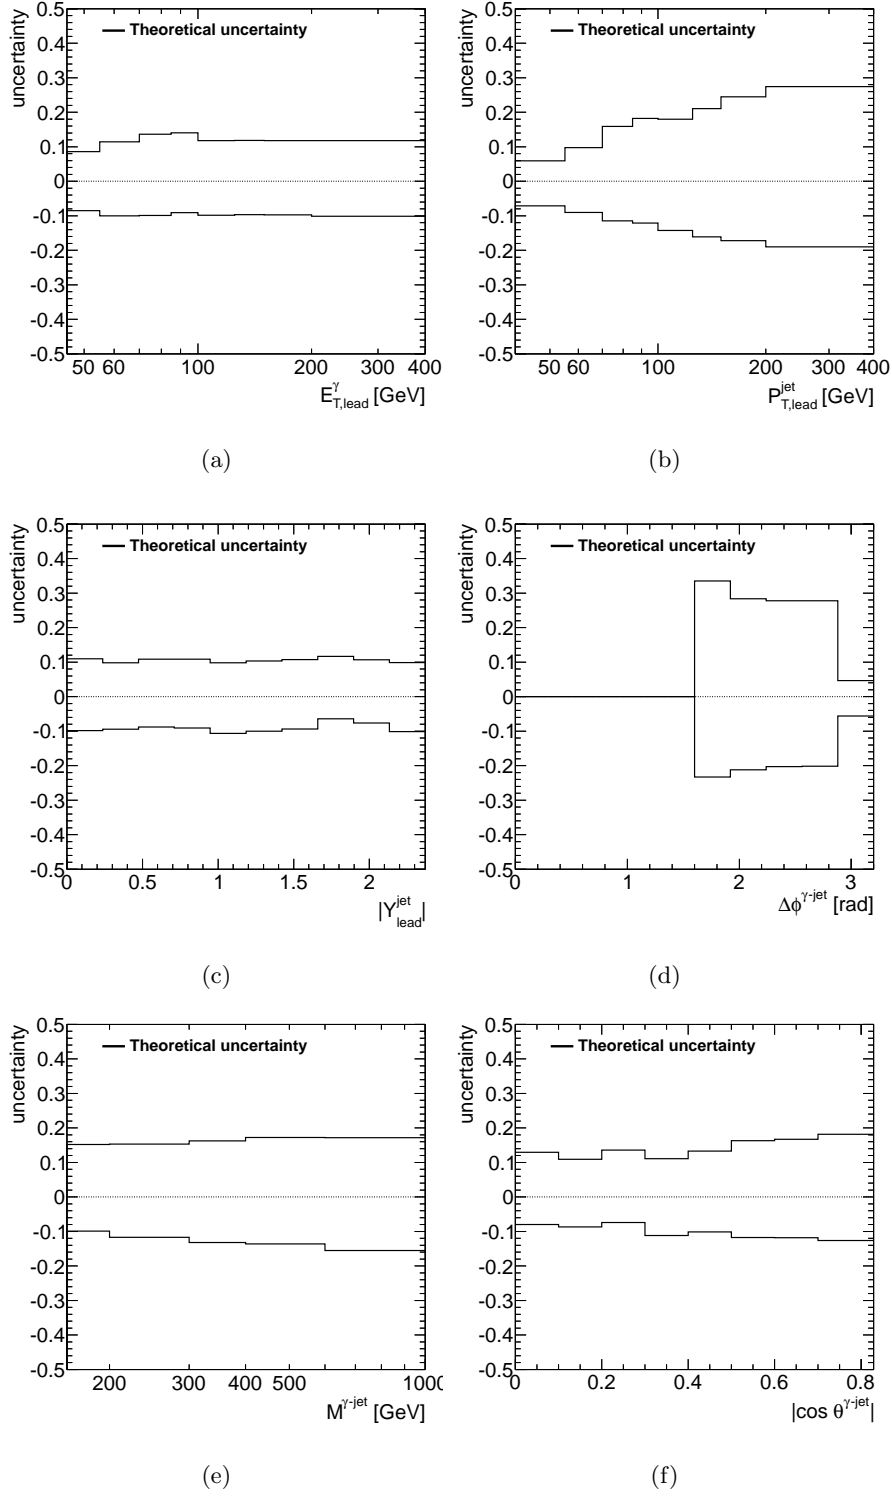 uncertainty
0.5
0.4
0.3
0.2
0.1
0
-0.1
-0.2
-0.3
-0.4
-0.5
Theoretical uncertainty
50 60 100 200 300 400
E^γ_T,lead [GeV]
(a)
uncertainty
0.5
0.4
0.3
0.2
0.1
0
-0.1
-0.2
-0.3
-0.4
-0.5
Theoretical uncertainty
50 60 100 200 300 400
P^jet_T,lead [GeV]
(b)
uncertainty
0.5
0.4
0.3
0.2
0.1
0
-0.1
-0.2
-0.3
-0.4
-0.5
Theoretical uncertainty
0 0.5 1 1.5 2
|Y^jet_lead|
(c)
uncertainty
0.5
0.4
0.3
0.2
0.1
0
-0.1
-0.2
-0.3
-0.4
-0.5
Theoretical uncertainty
0 1 2 3
Δϕ^γ-jet [rad]
(d)
uncertainty
0.5
0.4
0.3
0.2
0.1
0
-0.1
-0.2
-0.3
-0.4
-0.5
Theoretical uncertainty
200 300 400 500 1000
M^γ-jet [GeV]
(e)
uncertainty
0.5
0.4
0.3
0.2
0.1
0
-0.1
-0.2
-0.3
-0.4
-0.5
Theoretical uncertainty
0 0.2 0.4 0.6 0.8
|cos θ^γ-jet|
(f)